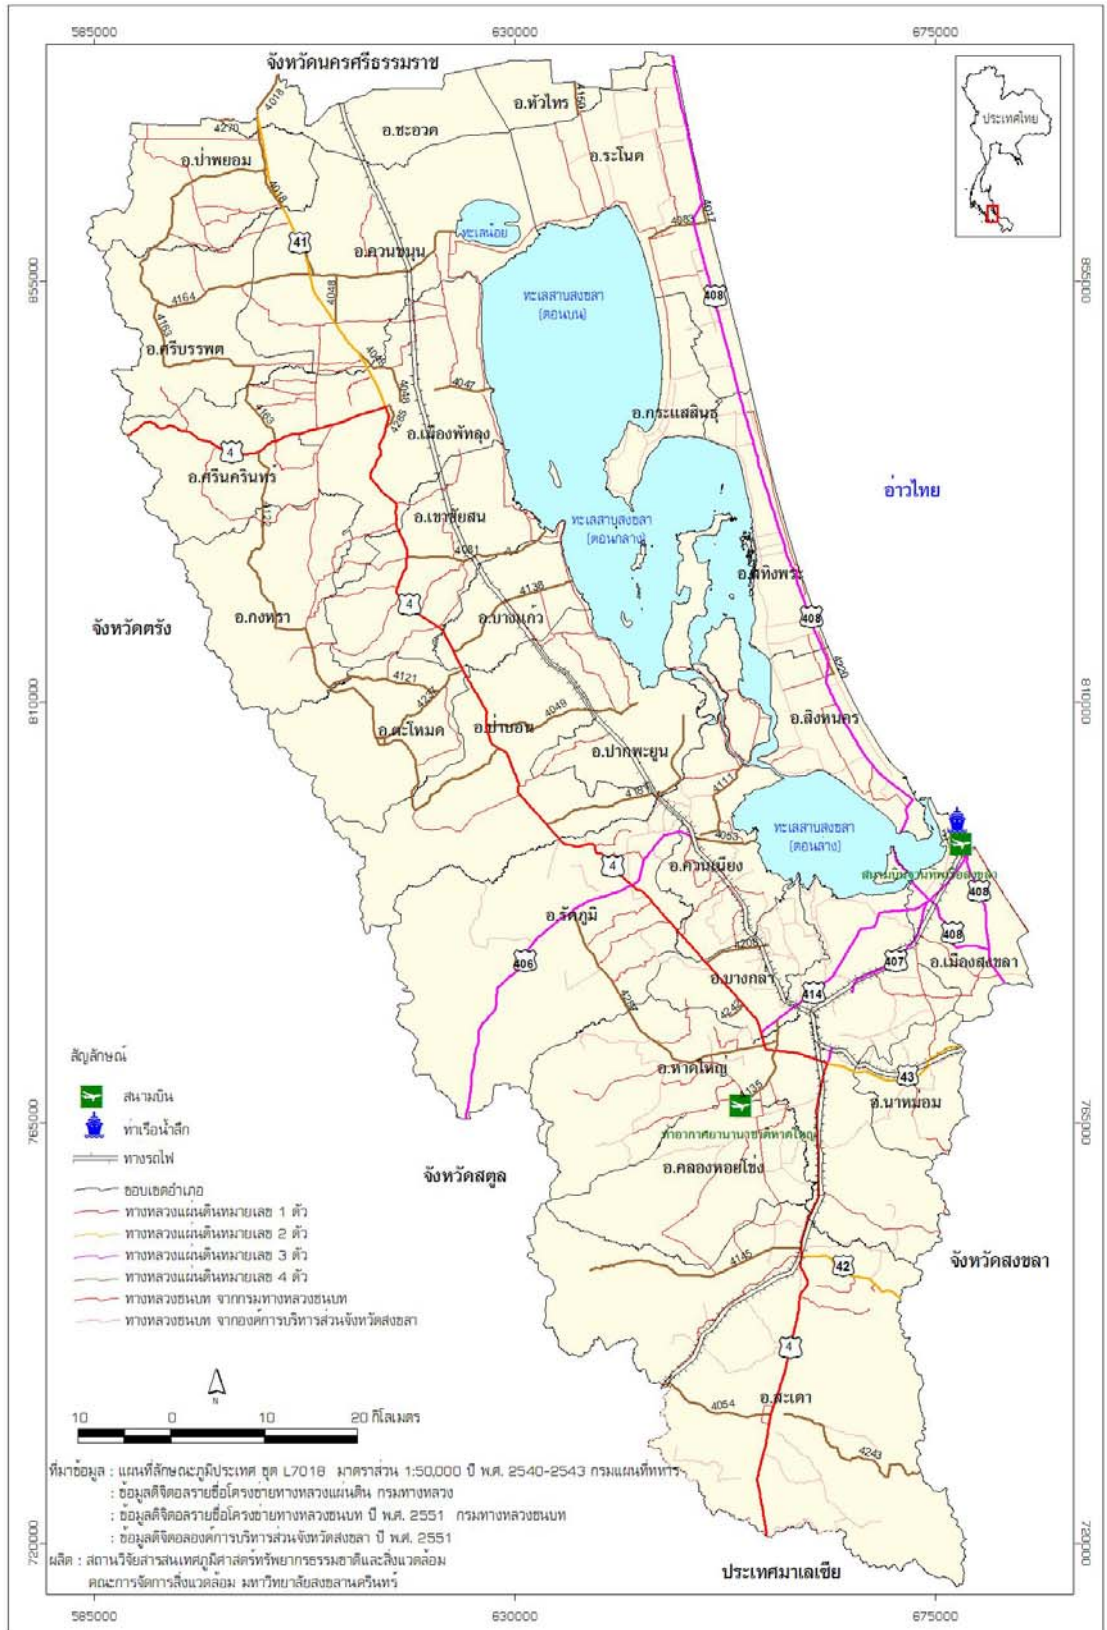 585000 630000 675000
จังหวัดนครศรีธรรมราช
4018
อ.หัวไทร
4150
4270
อ.ชะอวด
ประเทศไทย
อ.ป่าพยอม
อ.ระโนด
4018
4083
4017
ทะเลน้อย
41
อ.ควนขนุน
855000
855000
4164
4048
ทะเลสาบสงขลา
(ตอนบน)
408
4163
อ.ศรีบรรพต
4048
4048
4047
4163
4285
อ.กระแสสินธุ์
อ.เมืองพัทลุง
4
อ.ศรีนครินทร์
อ่าวไทย
อ.เขาชัยสน
ทะเลสาบสงขลา
(ตอนกลาง)
4081
อ.สทิงพระ
4138
4
อ.กงหรา
อ.บางแก้ว
408
จังหวัดตรัง
4220
4121
4237
810000
810000
4049
อ.ตะโหมด
อ.ป่าบอน
อ.สิงหนคร
อ.ปากพะยูน
4111
4181
ทะเลสาบสงขลา
(ตอนล่าง)
4053
4
อ.ควนเนียง
408
อ.รัตภูมิ
408
4205
406
407
อ.เมืองสงขลา
อ.บางกล่ำ
414
4287
4242
สัญลักษณ์
อ.หาดใหญ่
43
สนามบิน
4135
อ.นาหม่อม
765000
765000
ท่าเรือน้ำลึก
ท่าอากาศยานนานาชาติหาดใหญ่
ทางรถไฟ
จังหวัดสตูล
อ.คลองหอยโข่ง
ขอบเขตอำเภอ
ทางหลวงแผ่นดินหมายเลข 1 ตัว
ทางหลวงแผ่นดินหมายเลข 2 ตัว
ทางหลวงแผ่นดินหมายเลข 3 ตัว
4145
42
จังหวัดสงขลา
ทางหลวงแผ่นดินหมายเลข 4 ตัว
ทางหลวงชนบท จากกรมทางหลวงชนบท
ทางหลวงชนบท จากองค์การบริหารส่วนจังหวัดสงขลา
4
N
4054
อ.สะเดา
10 0 10 20 กิโลเมตร
4243
ที่มาข้อมูล : แผนที่ลักษณะภูมิประเทศ ชุด L7018 มาตราส่วน 1:50,000 ปี พ.ศ. 2540-2543 กรมแผนที่ทหาร
: ข้อมูลดิจิตอลรายชื่อโครงข่ายทางหลวงแผ่นดิน กรมทางหลวง
: ข้อมูลดิจิตอลรายชื่อโครงข่ายทางหลวงชนบท ปี พ.ศ. 2551 กรมทางหลวงชนบท
: ข้อมูลดิจิตอลองค์การบริหารส่วนจังหวัดสงขลา ปี พ.ศ. 2551
720000
720000
ผลิต : สถานวิจัยสารสนเทศภูมิศาสตร์ทรัพยากรธรรมชาติและสิ่งแวดล้อม
คณะการจัดการสิ่งแวดล้อม มหาวิทยาลัยสงขลานครินทร์
ประเทศมาเลเซีย
585000 630000 675000